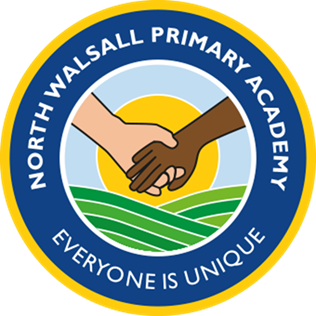 NORTH WALSALL PRIMARY ACADEMY
EVERYONE IS UNIQUE